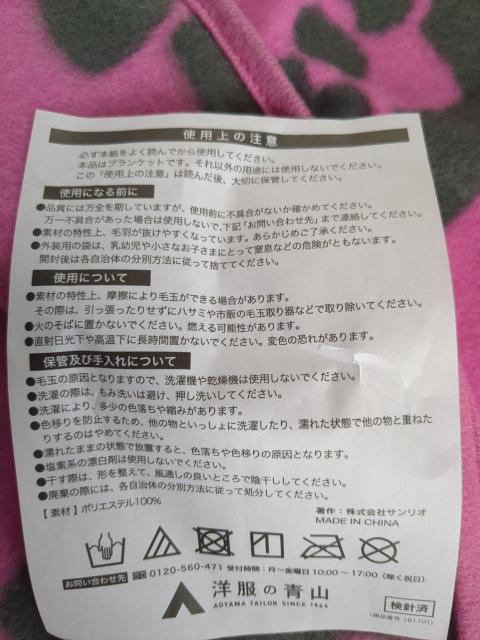 使用上の注意
必ず本紙をよく読んでから使用してください。
本品はブランケットです。それ以外の用途には使用しないでください。
この「使用上の注意」は読んだ後、大切に保管してください。
使用になる前に
●品質には万全を期していますが、使用前に不具合がないか確かめてください。
万一不具合があった場合は使用しないで、下記「お問い合わせ先」まで連絡してください。
●素材の特性上、毛羽が抜けやすくなっています。あらかじめご了承ください。
●外装用の袋は、乳幼児や小さなお子さまにとって窒息などの危険がともないます。
開封後は各自治体の分別方法に従って捨ててください。
使用について
●素材の特性上、摩擦により毛玉ができる場合があります。
その際は、引っ張ったりせずにハサミや市販の毛玉取り器などで取り除いてください。
●火のそばに置かないでください。燃える可能性があります。
●直射日光下や高温下に長時間置かないでください。変色の恐れがあります。
保管及び手入れについて
●毛玉の原因となりますので、洗濯機や乾燥機は使用しないでください。
●洗濯の際は、もみ洗いは避け、押し洗いしてください。
●洗濯により、多少の色落ちや縮みがあります。
●色移りを防止するため、他の物といっしょに洗濯したり、濡れた状態で他の物と重ねた
りするのはやめてください。
●濡れたままの状態で放置すると、色落ちや色移りの原因となります。
●塩素系の漂白剤は使用しないでください。
●干す際は、形を整えて、風通しの良いところで陰干ししてください。
●廃棄の際には、各自治体の分別方法に従って処分してください。
【素材】ポリエステル100%
著作:株式会社サンリオ
MADE IN CHINA
お問い合わせ先 0120-560-471 受付時間:月~金曜日 10:00~17:00(除く祝日)
洋服の青山
AOYAMA TAILOR SINCE 1964
検針済
(商品番号 181101)